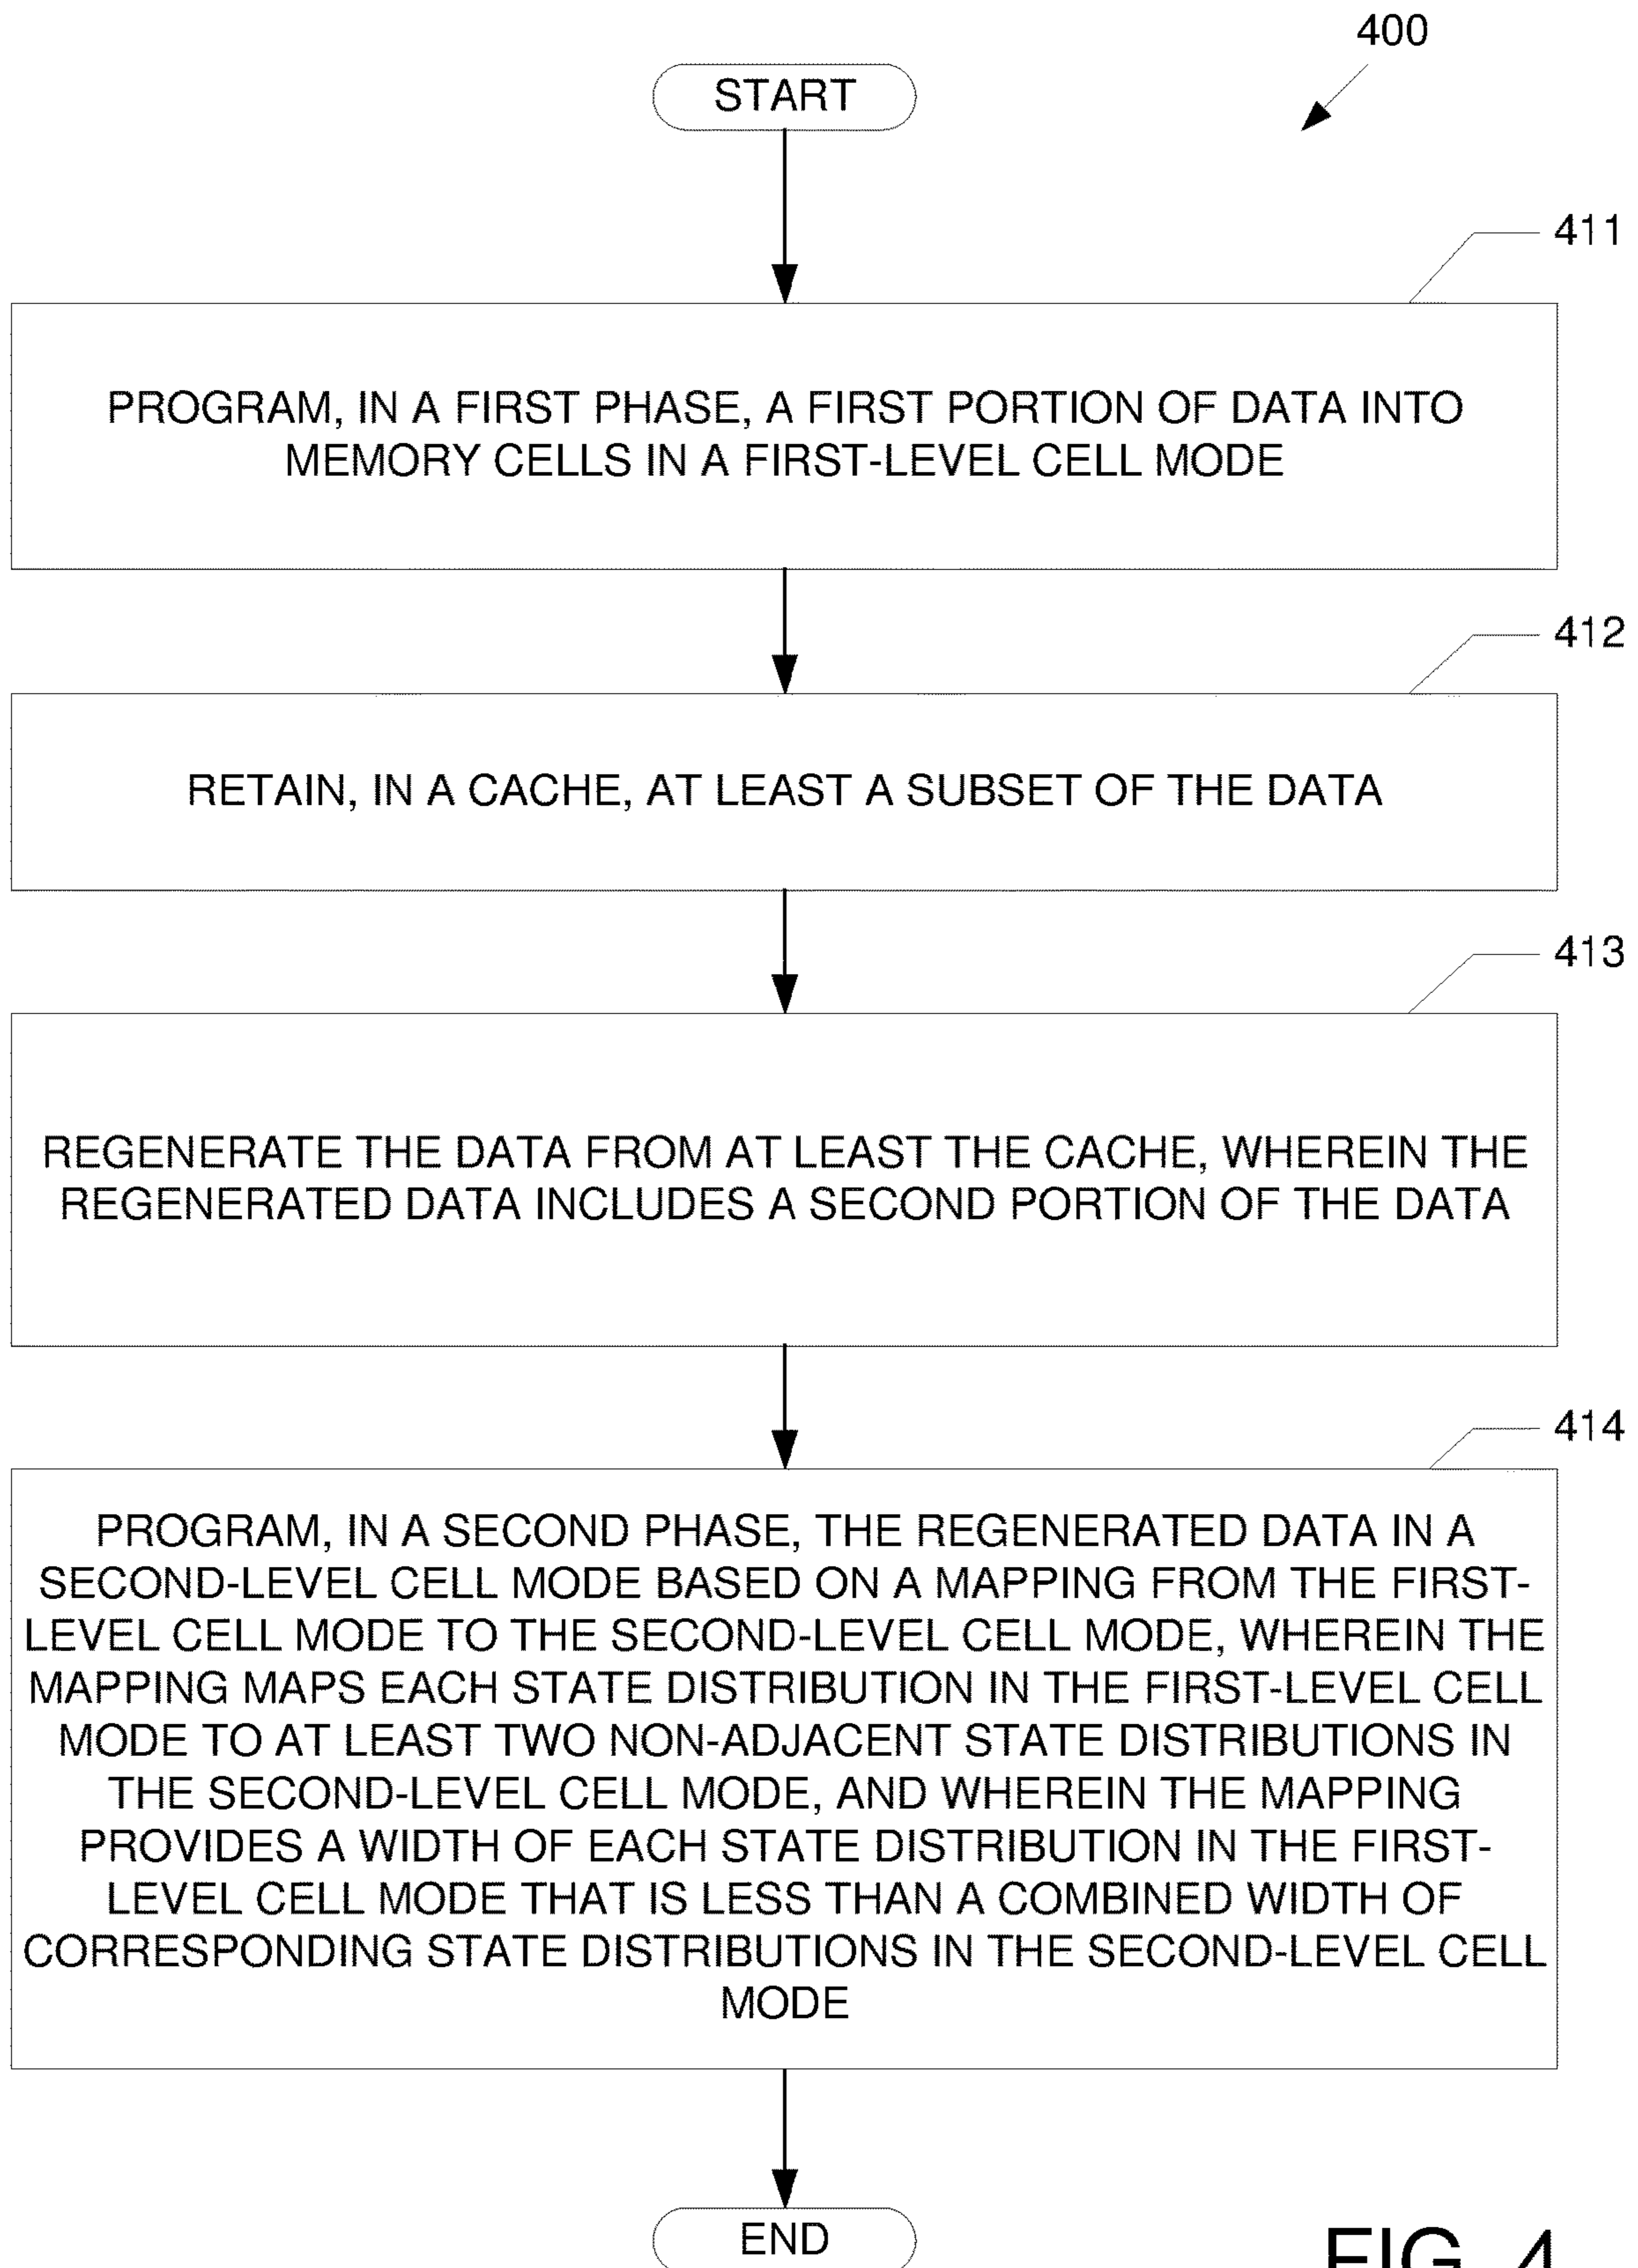 400
START
411
PROGRAM, IN A FIRST PHASE, A FIRST PORTION OF DATA INTO
MEMORY CELLS IN A FIRST-LEVEL CELL MODE
412
RETAIN, IN A CACHE, AT LEAST A SUBSET OF THE DATA
413
REGENERATE THE DATA FROM AT LEAST THE CACHE, WHEREIN THE
REGENERATED DATA INCLUDES A SECOND PORTION OF THE DATA
414
PROGRAM, IN A SECOND PHASE, THE REGENERATED DATA IN A
SECOND-LEVEL CELL MODE BASED ON A MAPPING FROM THE FIRST-
LEVEL CELL MODE TO THE SECOND-LEVEL CELL MODE, WHEREIN THE
MAPPING MAPS EACH STATE DISTRIBUTION IN THE FIRST-LEVEL CELL
MODE TO AT LEAST TWO NON-ADJACENT STATE DISTRIBUTIONS IN
THE SECOND-LEVEL CELL MODE, AND WHEREIN THE MAPPING
PROVIDES A WIDTH OF EACH STATE DISTRIBUTION IN THE FIRST-
LEVEL CELL MODE THAT IS LESS THAN A COMBINED WIDTH OF
CORRESPONDING STATE DISTRIBUTIONS IN THE SECOND-LEVEL CELL
MODE
END
FIG. 4